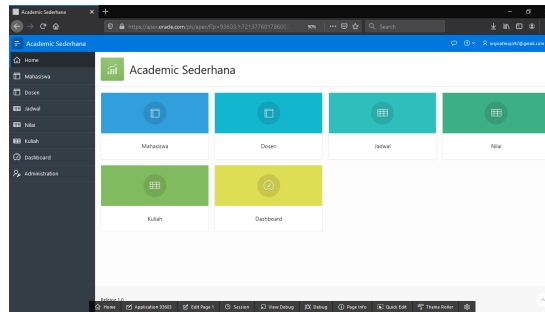 Academic Sederhana
https://apex.oracle.com/pls/apex/f?p=93603:1:7213776017860
90%
Search
Academic Sederhana
Home
Mahasiswa
Dosen
Jadwal
Nilai
Kuliah
Dashboard
Administration
Academic Sederhana
Mahasiswa
Dosen
Jadwal
Nilai
Kuliah
Dashboard
Release 1.0
Home
Application 93603
Edit Page 1
Session
View Debug
Debug
Page Info
Quick Edit
Theme Roller